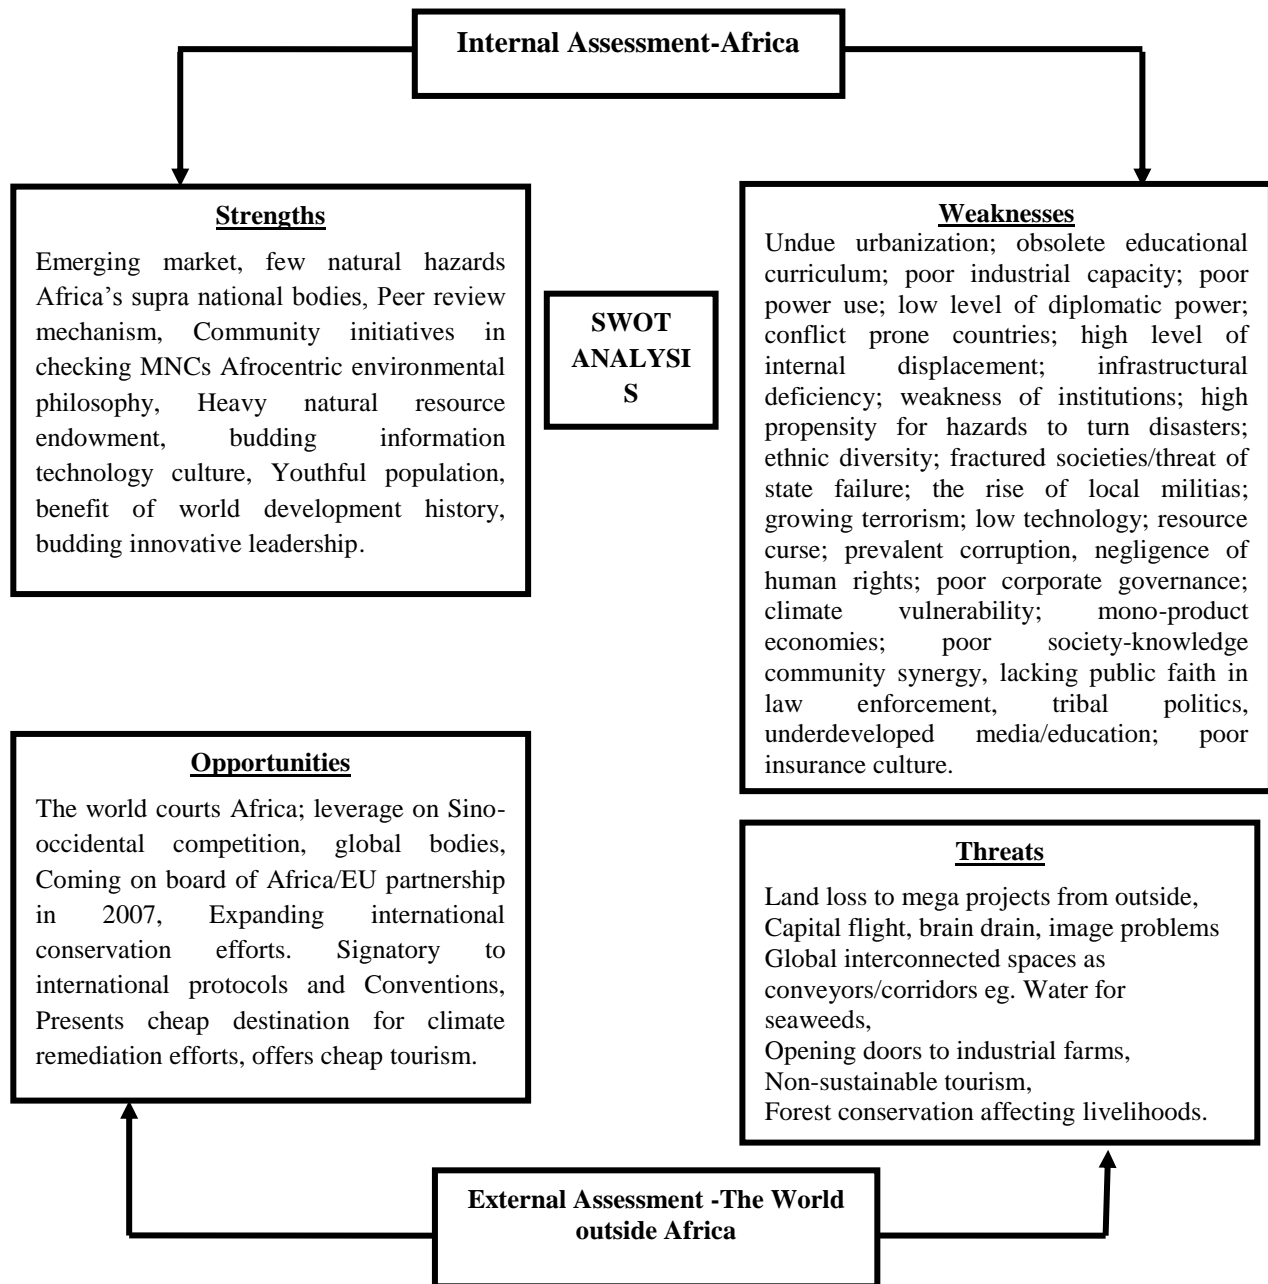 Internal Assessment-Africa
Strengths
Emerging market, few natural hazards
Africa’s supra national bodies, Peer review
mechanism, Community initiatives in
checking MNCs Afrocentric environmental
philosophy, Heavy natural resource
endowment, budding information
technology culture, Youthful population,
benefit of world development history,
budding innovative leadership.
SWOT
ANALYSI
S
Weaknesses
Undue urbanization; obsolete educational
curriculum; poor industrial capacity; poor
power use; low level of diplomatic power;
conflict prone countries; high level of
internal displacement; infrastructural
deficiency; weakness of institutions; high
propensity for hazards to turn disasters;
ethnic diversity; fractured societies/threat of
state failure; the rise of local militias;
growing terrorism; low technology; resource
curse; prevalent corruption, negligence of
human rights; poor corporate governance;
climate vulnerability; mono-product
economies; poor society-knowledge
community synergy, lacking public faith in
law enforcement, tribal politics,
underdeveloped media/education; poor
insurance culture.
Opportunities
The world courts Africa; leverage on Sino-
occidental competition, global bodies,
Coming on board of Africa/EU partnership
in 2007, Expanding international
conservation efforts. Signatory to
international protocols and Conventions,
Presents cheap destination for climate
remediation efforts, offers cheap tourism.
Threats
Land loss to mega projects from outside,
Capital flight, brain drain, image problems
Global interconnected spaces as
conveyors/corridors eg. Water for
seaweeds,
Opening doors to industrial farms,
Non-sustainable tourism,
Forest conservation affecting livelihoods.
External Assessment -The World
outside Africa